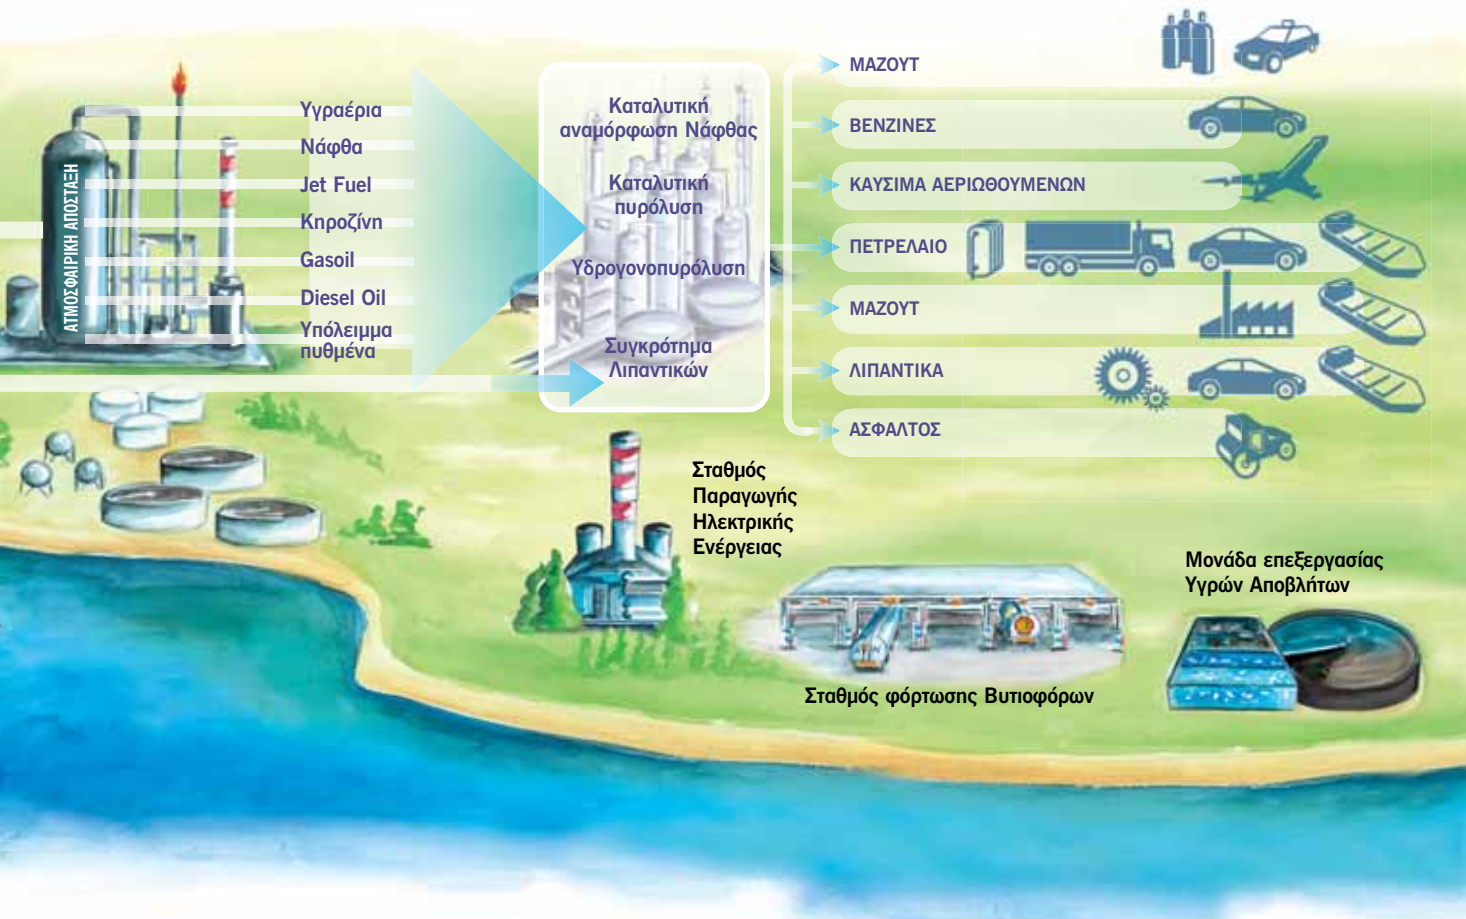 ΑΤΜΟΣΦΑΙΡΙΚΗ ΑΠΟΣΤΑΞΗ
Υγραέρια
Νάφθα
Jet Fuel
Κηροζίνη
Gasoil
Diesel Oil
Υπόλειμμα
πυθμένα
Καταλυτική
αναμόρφωση Νάφθας
Καταλυτική
πυρόλυση
Υδρογονοπυρόλυση
Συγκρότημα
Λιπαντικών
ΜΑΖΟΥΤ
ΒΕΝΖΙΝΕΣ
ΚΑΥΣΙΜΑ ΑΕΡΙΩΘΟΥΜΕΝΩΝ
ΠΕΤΡΕΛΑΙΟ
ΜΑΖΟΥΤ
ΛΙΠΑΝΤΙΚΑ
ΑΣΦΑΛΤΟΣ
Σταθμός
Παραγωγής
Ηλεκτρικής
Ενέργειας
Σταθμός φόρτωσης Βυτιοφόρων
Μονάδα επεξεργασίας
Υγρών Αποβλήτων